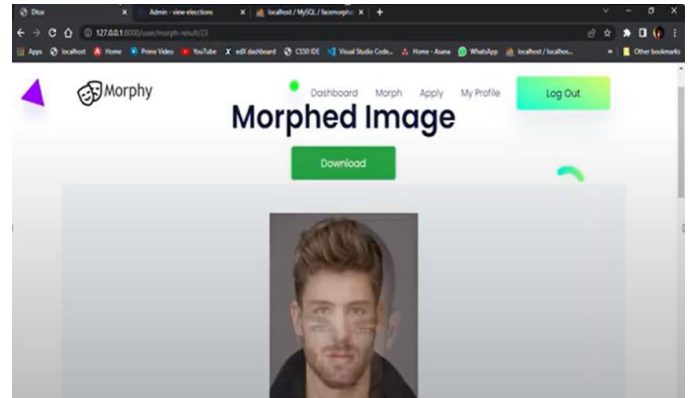 Dtox
Admin - view-elecctions
localhost / MySQL / facemorph
127.0.0.1:8000/user/morph-result/23
Apps localhost Home Prime Video YouTube edX dashboard CS50 IDE Visual Studio Code... Home - Asana WhatsApp localhost / localhos... Other bookmarks
Morphy
Dashboard Morph Apply My Profile Log Out
Morphed Image
Download